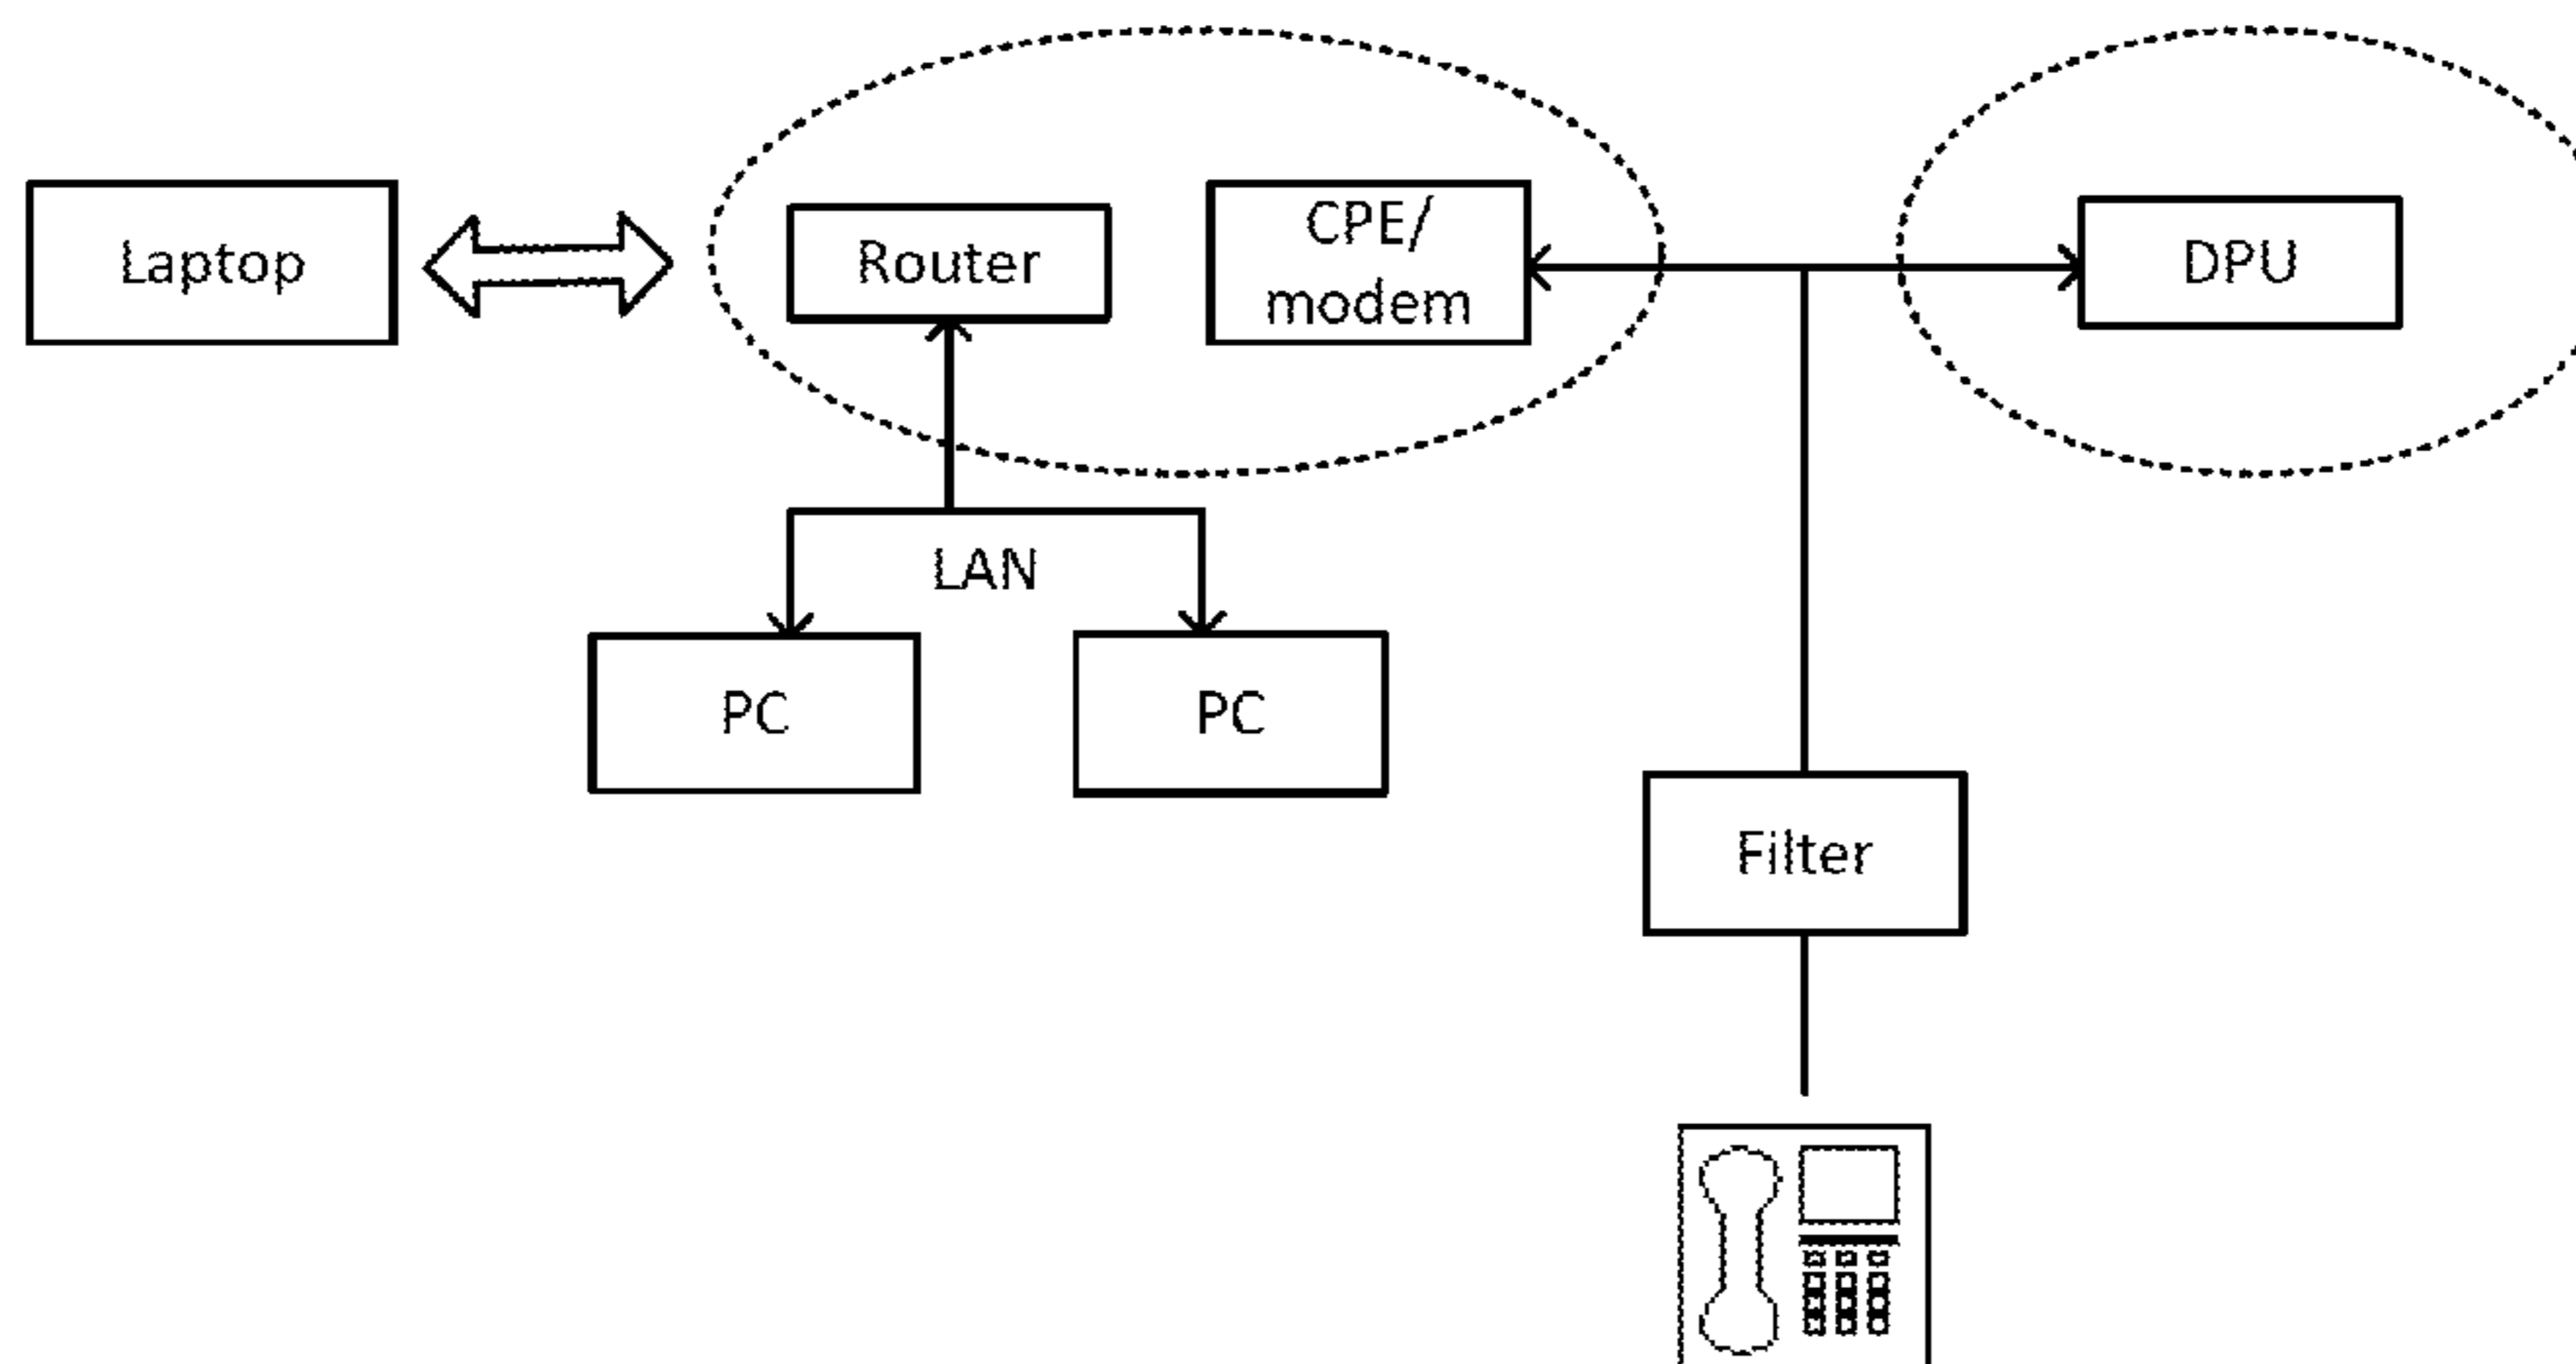 Laptop
Router
CPE/
modem
DPU
LAN
PC
PC
Filter